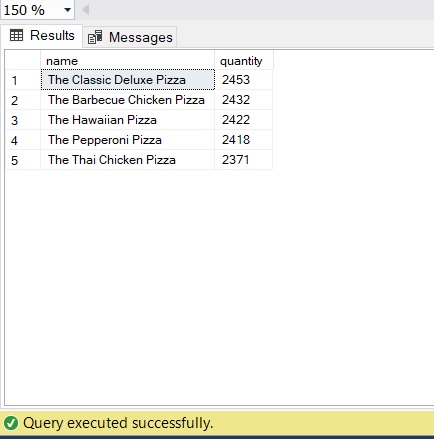 150 %
Results Messages
name quantity
1 The Classic Deluxe Pizza 2453
2 The Barbecue Chicken Pizza 2432
3 The Hawaiian Pizza 2422
4 The Pepperoni Pizza 2418
5 The Thai Chicken Pizza 2371
Query executed successfully.